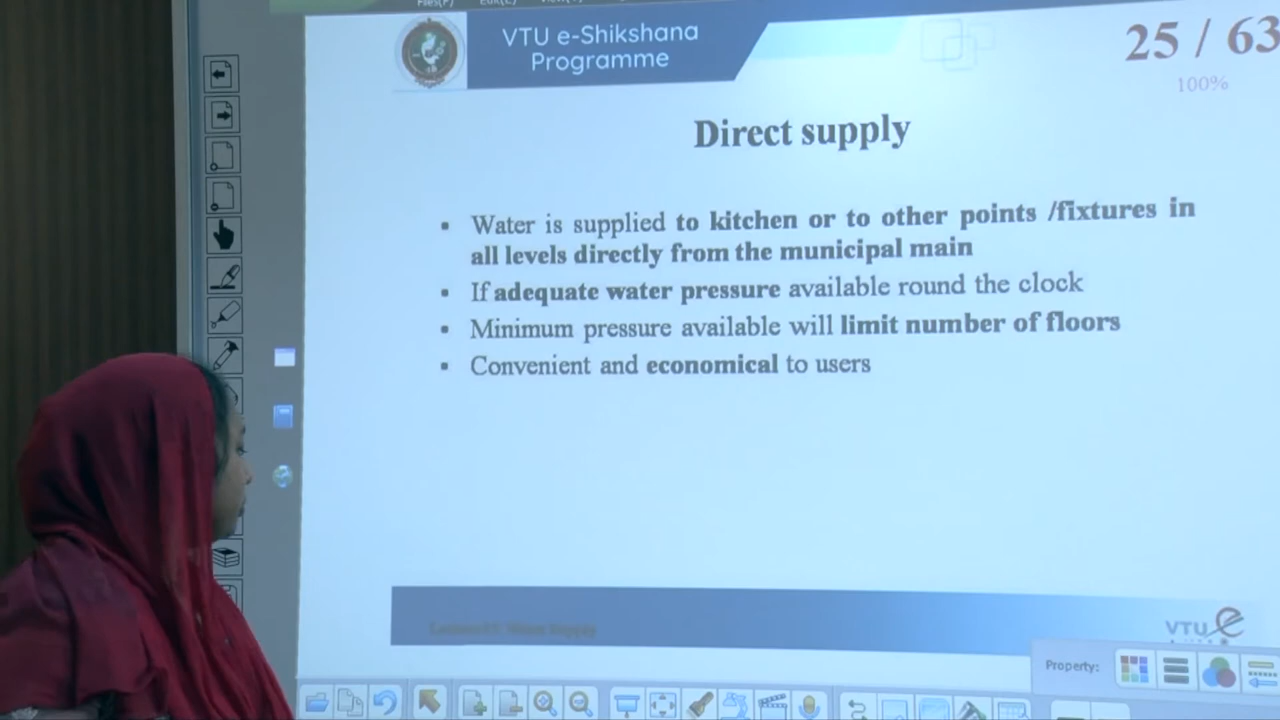 VTU e-Shikshana
Programme
25 / 63
100%
Direct supply
▪ Water is supplied to kitchen or to other points /fixtures in
all levels directly from the municipal main
▪ If adequate water pressure available round the clock
▪ Minimum pressure available will limit number of floors
▪ Convenient and economical to users
Water Supply
VTU e
Property: